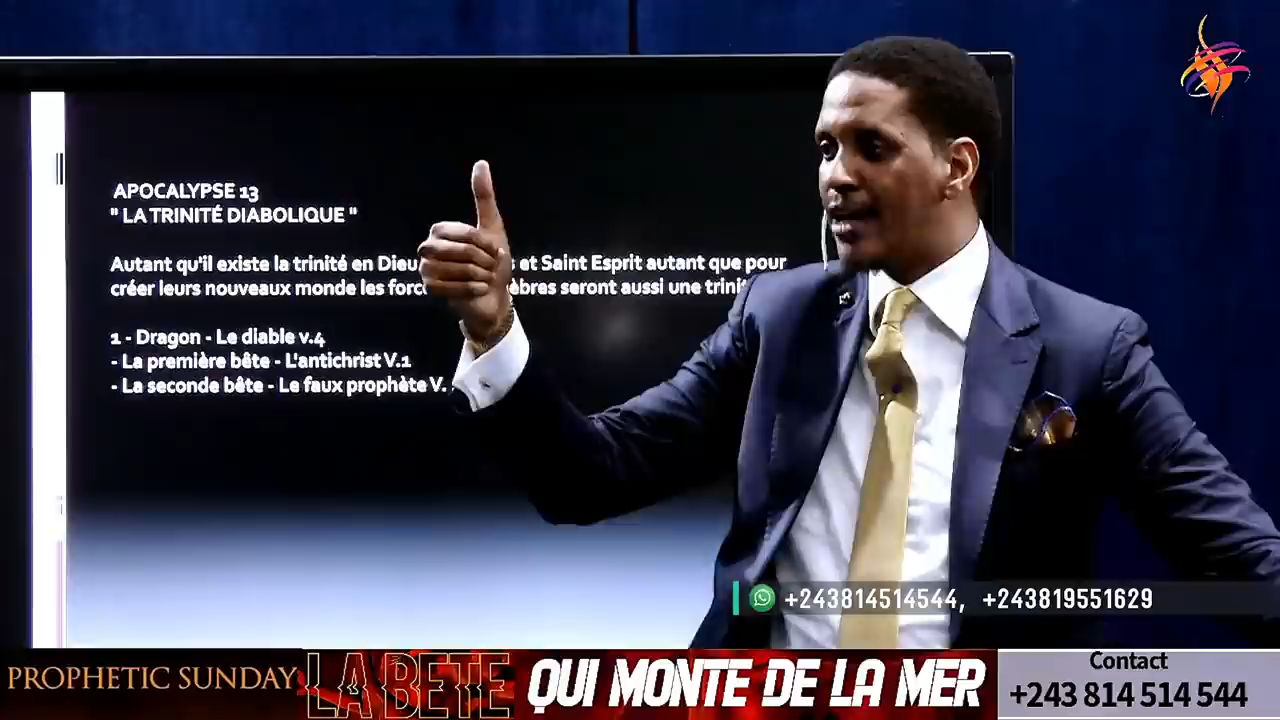 APOCALYPSE 13
" LA TRINITÉ DIABOLIQUE "
Autant qu'il existe la trinité en Dieu et Saint Esprit autant que pour
créer leurs nouveaux monde les seront aussi une
1 - Dragon - Le diable v.4
- La première bête - L'antichrist V.1
- La seconde bête - Le faux prophète V.
+243814514544, +243819551629
PROPHETIC SUNDAY LA BETE QUI MONTE DE LA MER
Contact
+243 814 514 544